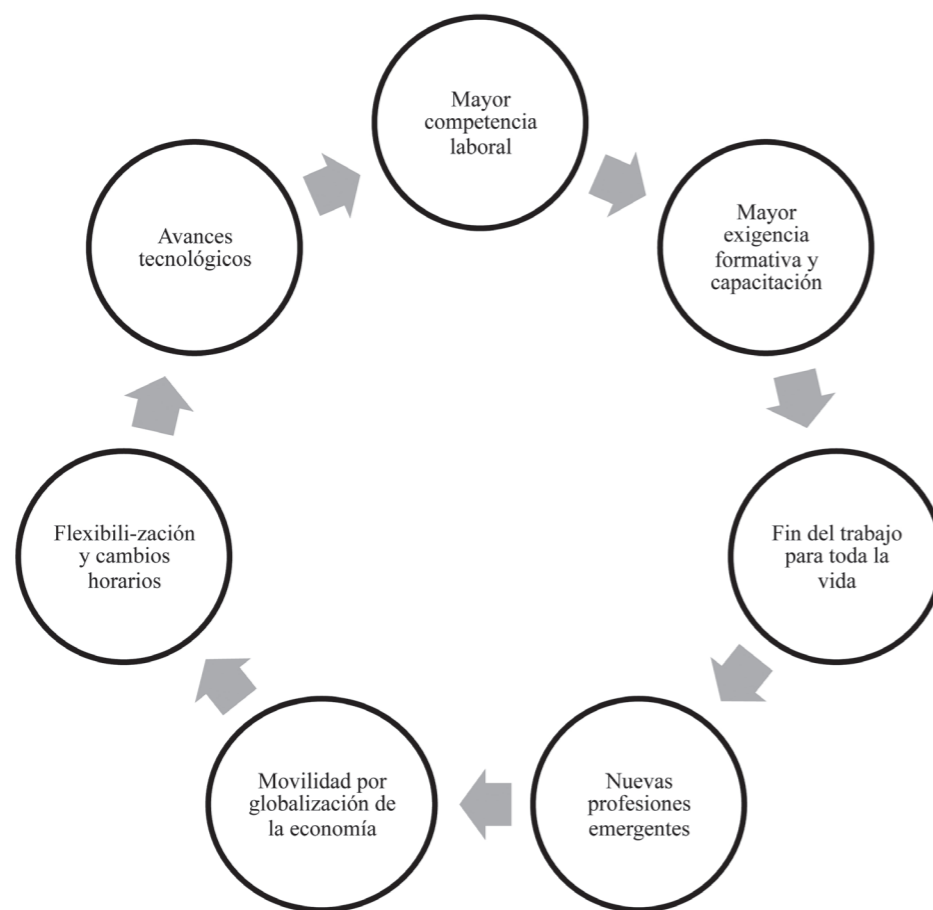 Mayor
competencia
laboral
Mayor
exigencia
formativa y
capacitación
Fin del trabajo
para toda la
vida
Nuevas
profesiones
emergentes
Movilidad por
globalización de
la economía
Flexibili-zación
y cambios
horarios
Avances
tecnológicos